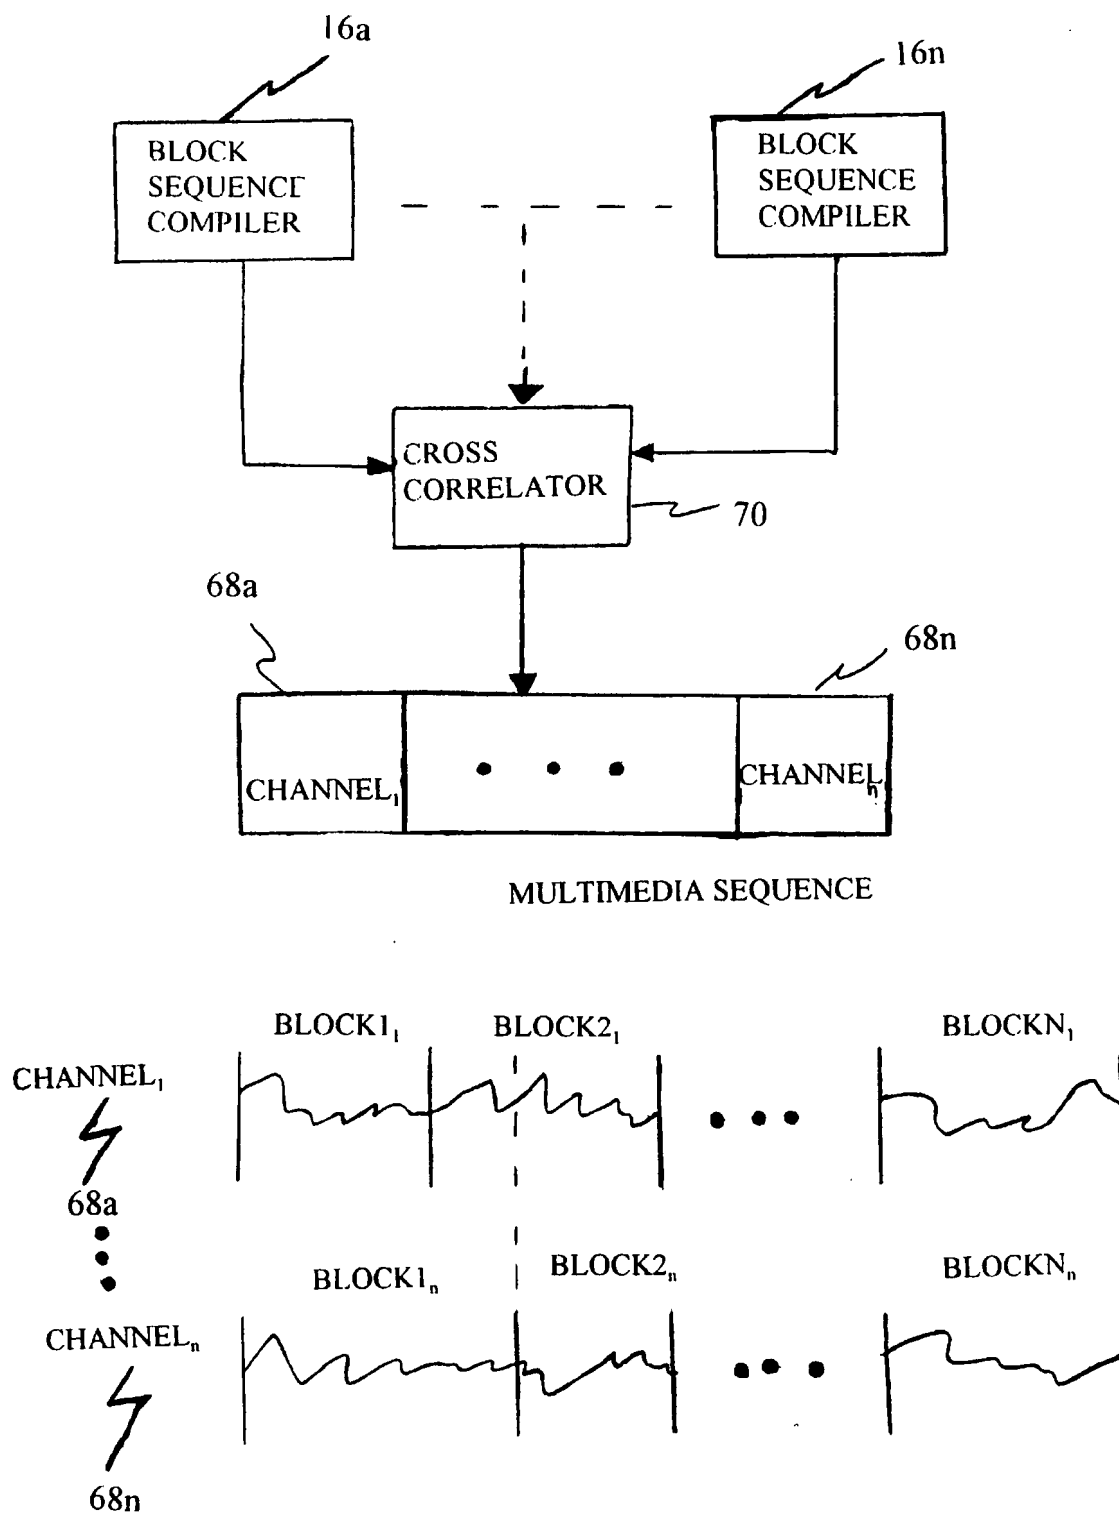 16a
16n
BLOCK
SEQUENCE
COMPILER
BLOCK
SEQUENCE
COMPILER
CROSS
CORRELATOR
70
68a
68n
CHANNEL₁
CHANNELₙ
MULTIMEDIA SEQUENCE
BLOCK1₁
BLOCK2₁
BLOCKN₁
CHANNEL₁
68a
BLOCK1ₙ
BLOCK2ₙ
BLOCKNₙ
CHANNELₙ
68n